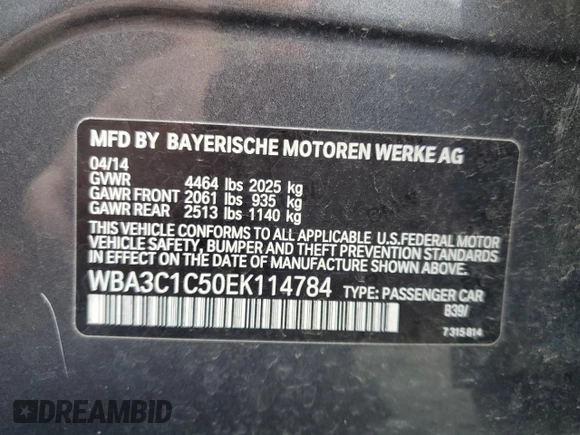 MFD BY BAYERISCHE MOTOREN WERKE AG
04/14
GVWR 4464 lbs 2025 kg
GAWR FRONT 2061 lbs 935 kg
GAWR REAR 2513 lbs 1140 kg
THIS VEHICLE CONFORMS TO ALL APPLICABLE U.S.FEDERAL MOTOR
VEHICLE SAFETY, BUMPER AND THEFT PREVENTION STANDARDS
IN EFFECT ON THE DATE OF MANUFACTURE SHOWN ABOVE.
WBA3C1C50EK114784 TYPE: PASSENGER CAR
B39/
7 315 814
DREAMBID